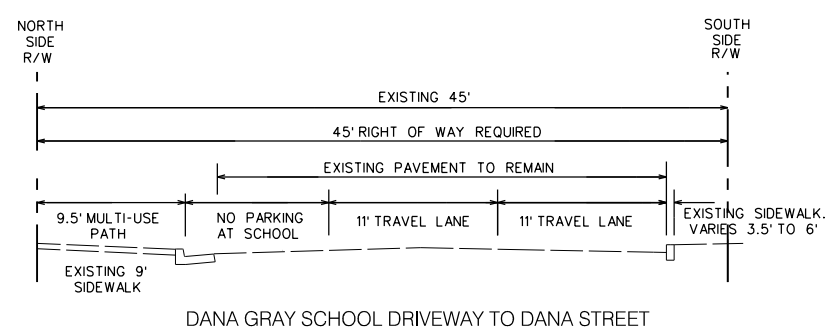 NORTH
SIDE
R/W
SOUTH
SIDE
R/W
EXISTING 45'
45' RIGHT OF WAY REQUIRED
EXISTING PAVEMENT TO REMAIN
9.5' MULTI-USE
PATH
NO PARKING
AT SCHOOL
11' TRAVEL LANE
11' TRAVEL LANE
EXISTING SIDEWALK.
VARIES 3.5' TO 6'
EXISTING 9'
SIDEWALK
DANA GRAY SCHOOL DRIVEWAY TO DANA STREET